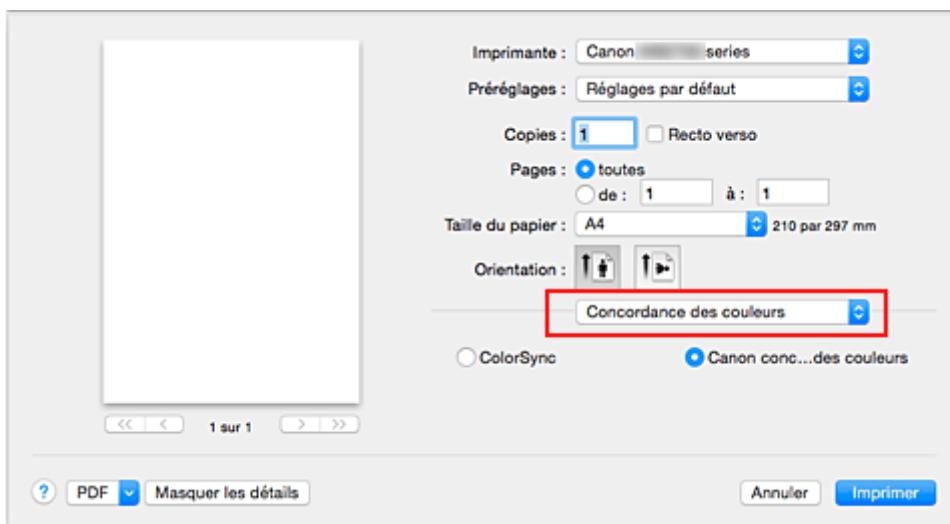 Imprimante : Canon series
Préréglages : Réglages par défaut
Copies : 1 Recto verso
Pages : toutes
de : 1 à : 1
Taille du papier : A4 210 par 297 mm
Orientation :
Concordance des couleurs
ColorSync Canon conc...des couleurs
<< < 1 sur 1 > >>
? PDF Masquer les détails Annuler Imprimer